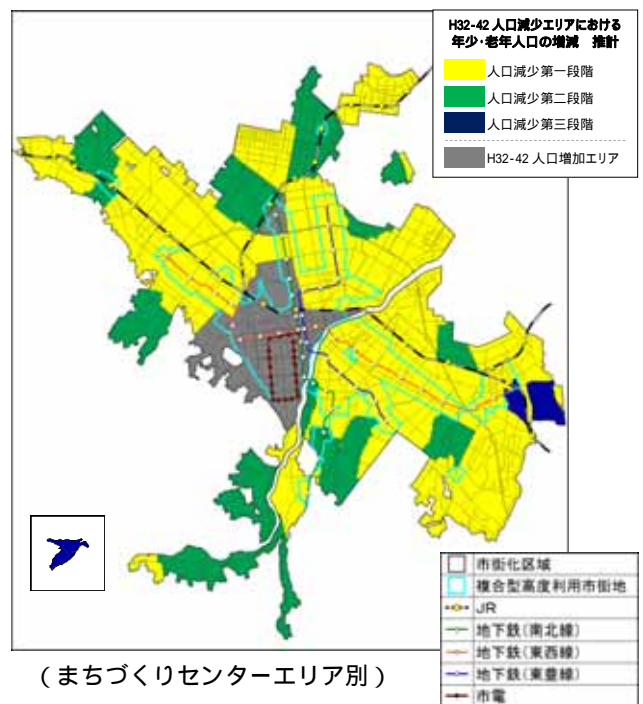 H32-42 人口減少エリアにおける
年少・老年人口の増減 推計
人口減少第一段階
人口減少第二段階
人口減少第三段階
H32-42 人口増加エリア
市街化区域
複合型高度利用市街地
JR
地下鉄(南北線)
地下鉄(東西線)
地下鉄(東豊線)
市電
(まちづくりセンターエリア別)